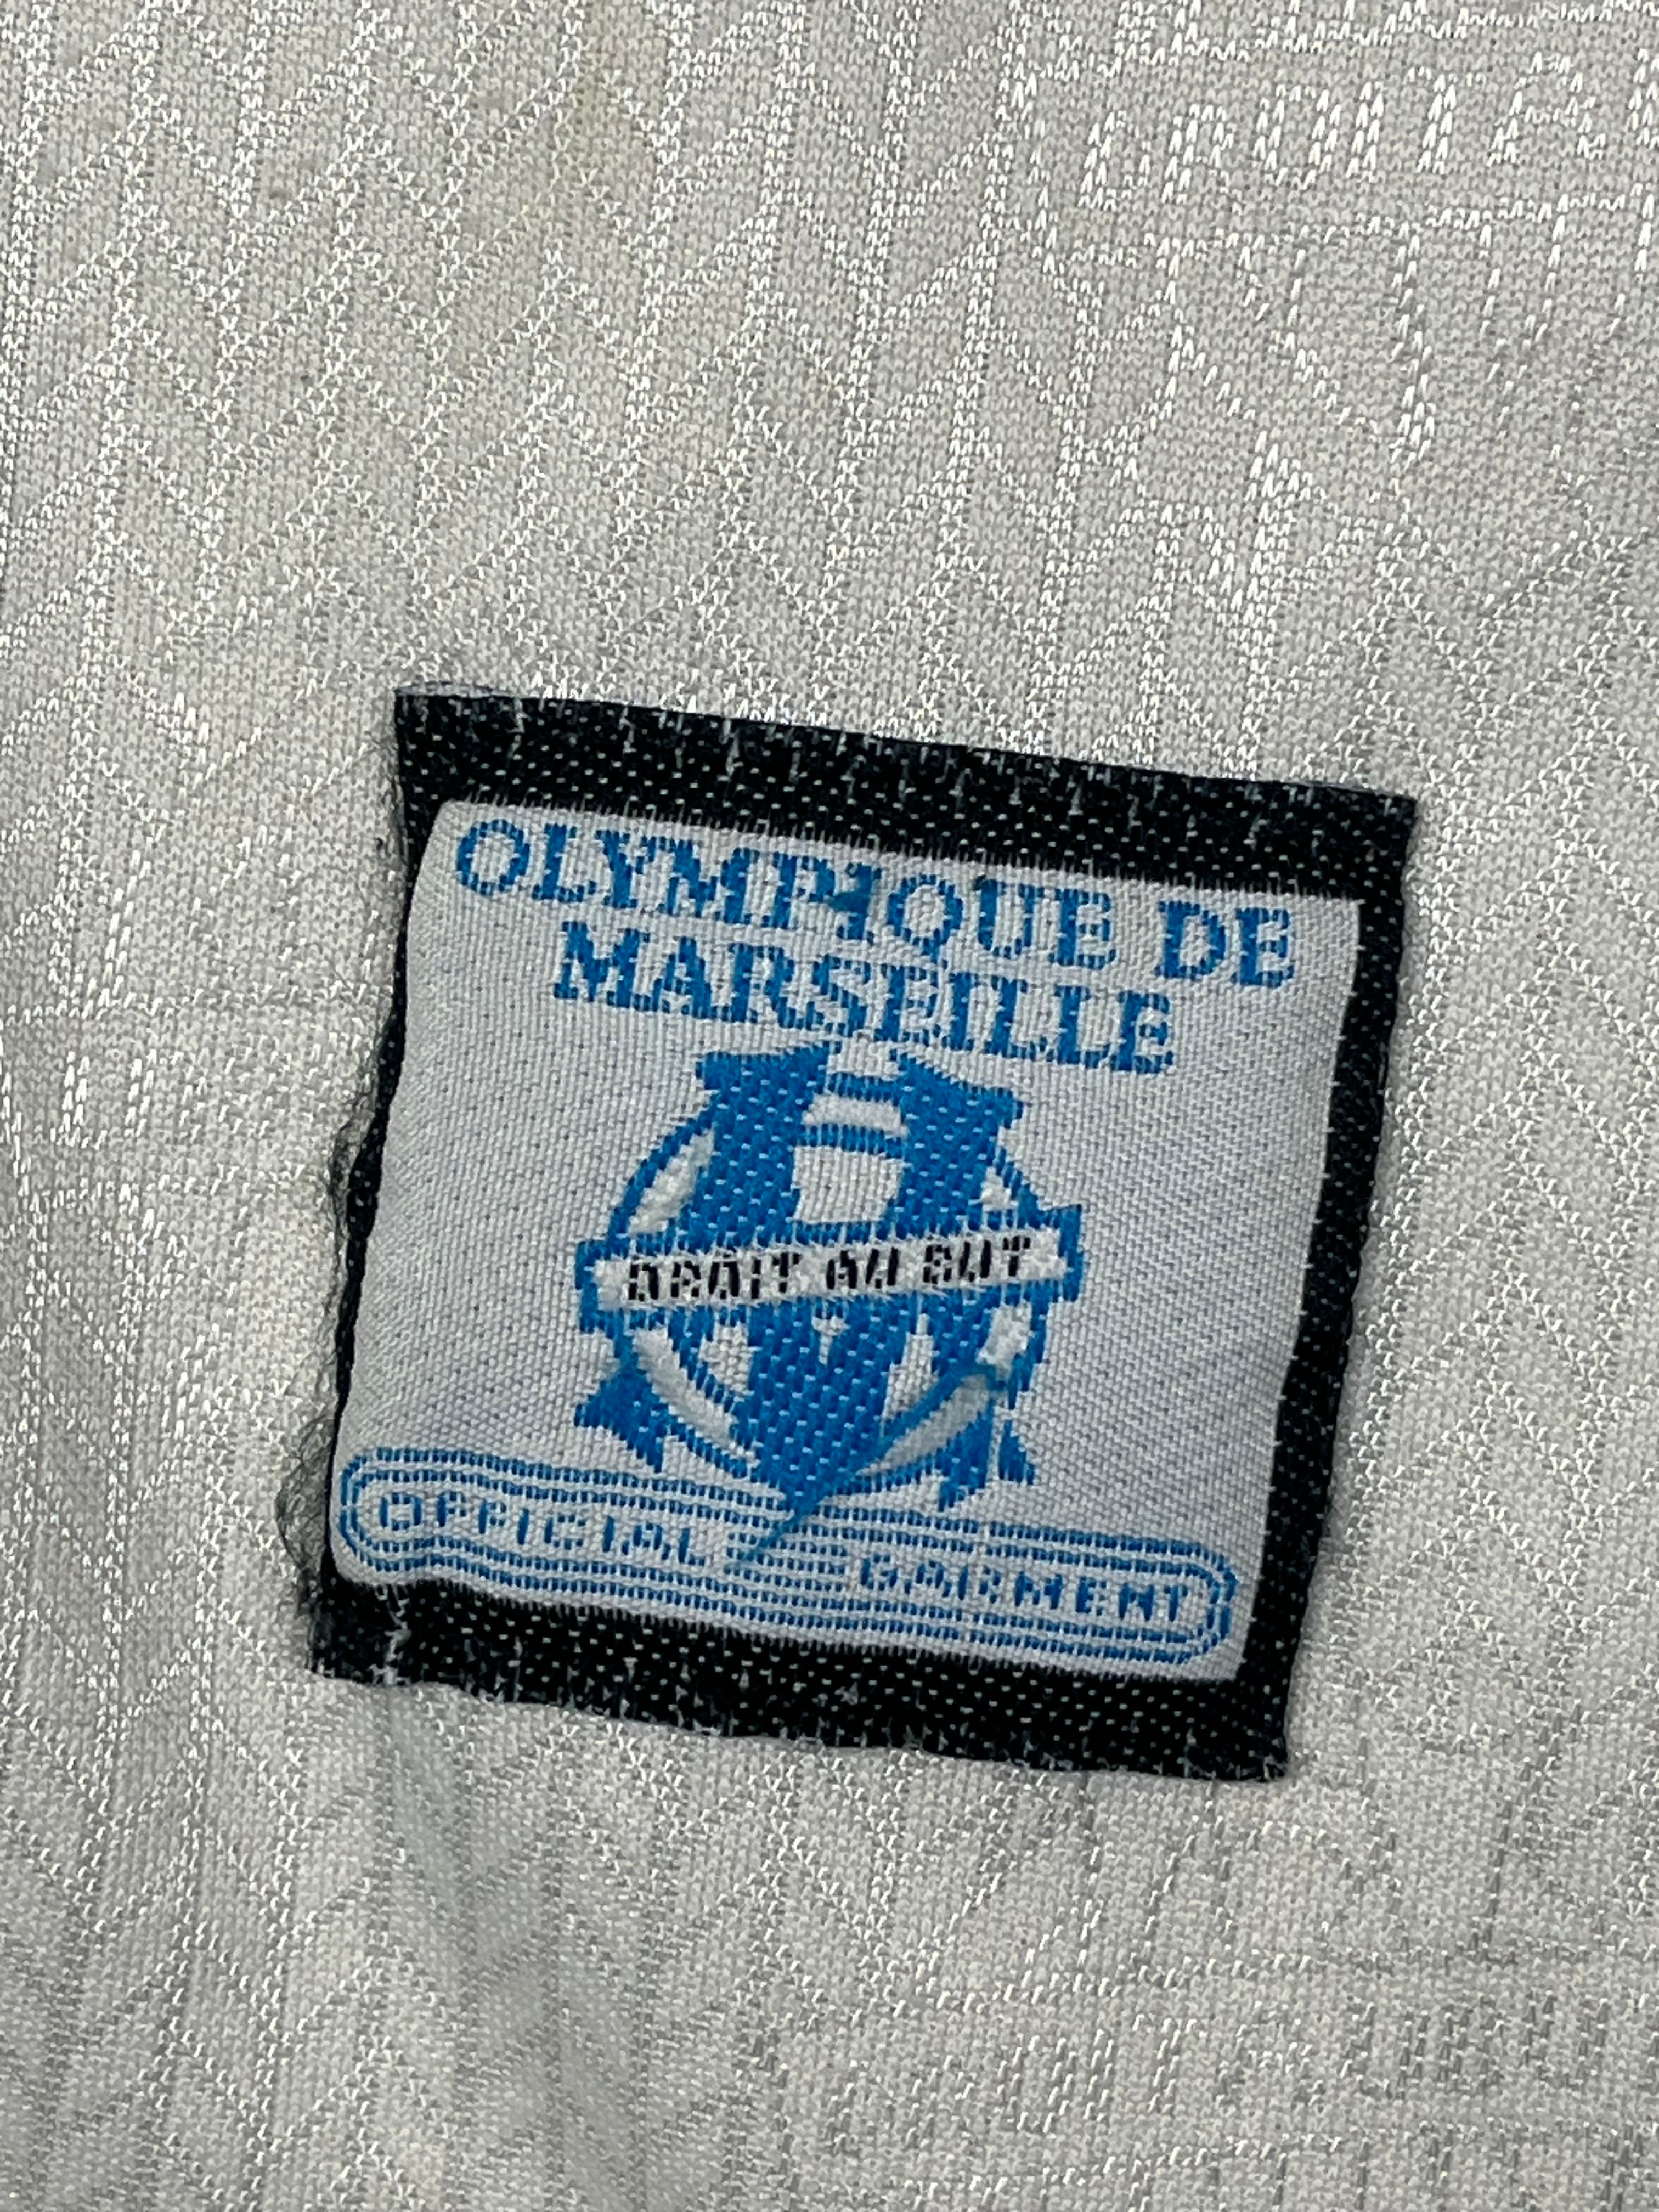 OLYMPIQUE DE
MARSEILLE
DROIT AU BUT
OFFICIAL GARMENT